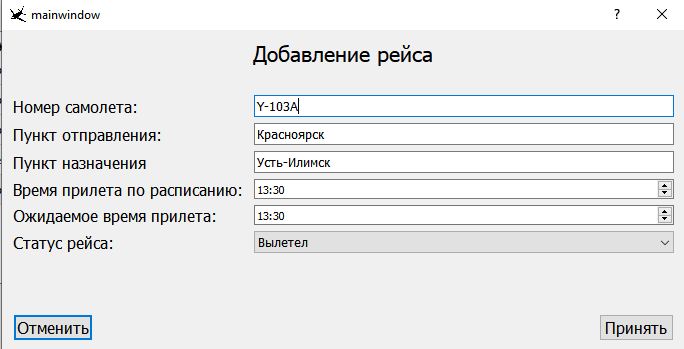 mainwindow
Добавление рейса
Номер самолета: Y-103A
Пункт отправления: Красноярск
Пункт назначения Усть-Илимск
Время прилета по расписанию: 13:30
Ожидаемое время прилета: 13:30
Статус рейса: Вылетел
Отменить Принять